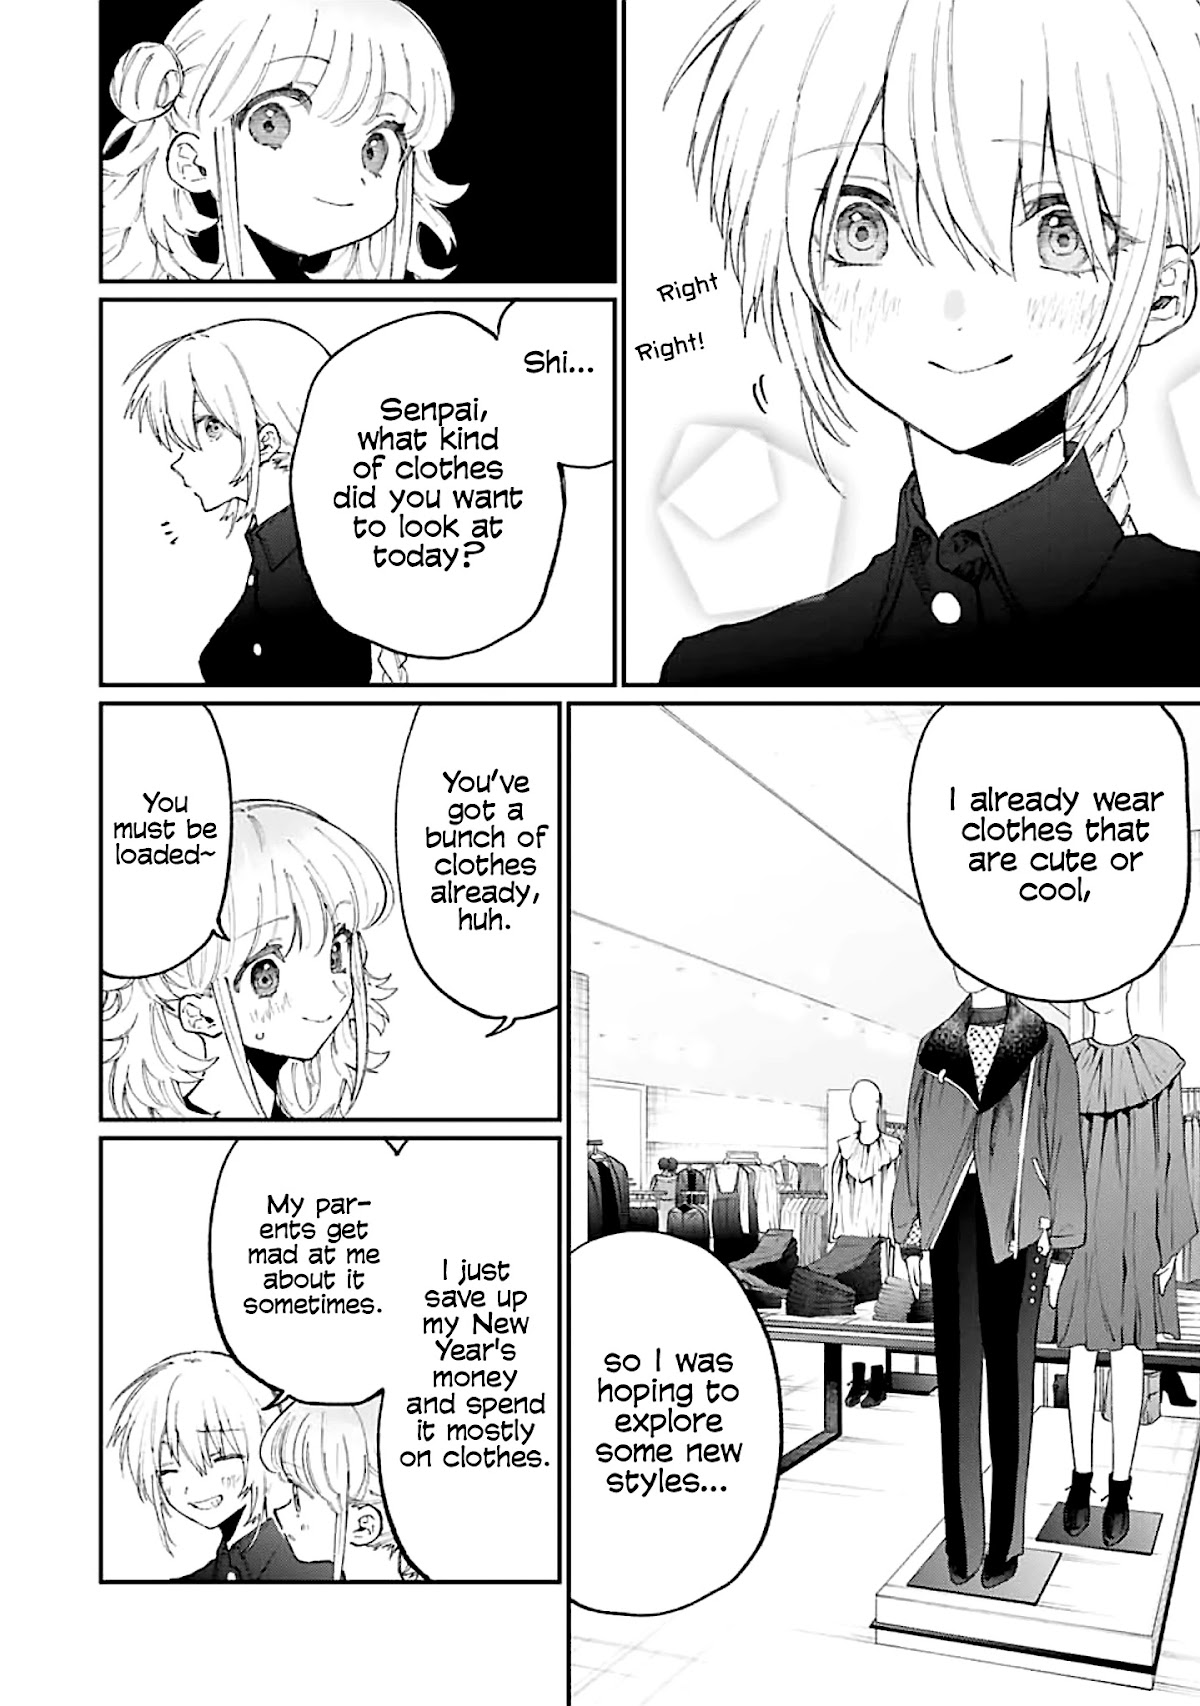 Right
Right!
Shi...
Senpai,
what kind
of clothes
did you want
to look at
today?
I already wear
clothes that
are cute or
cool,
so I was
hoping to
explore
some new
styles...
You've
got a
bunch of
clothes
already,
huh.
You
must be
loaded~
I just
save up
my New
Year's
money
and spend
it mostly
on clothes.
My par-
ents get
mad at me
about it
sometimes.